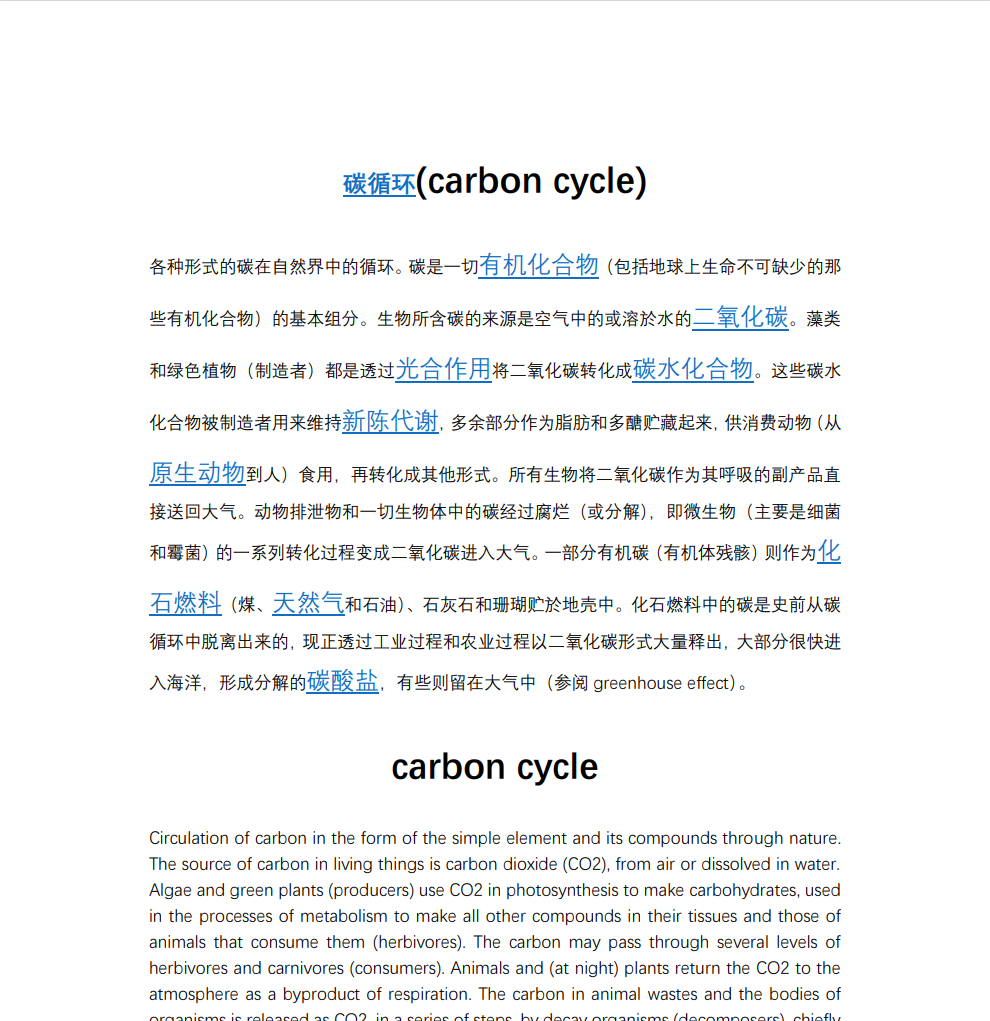 碳循环(carbon cycle)
各种形式的碳在自然界中的循环。碳是一切有机化合物（包括地球上生命不可缺少的那
些有机化合物）的基本组分。生物所含碳的来源是空气中的或溶於水的二氧化碳。藻类
和绿色植物（制造者）都是透过光合作用将二氧化碳转化成碳水化合物。这些碳水
化合物被制造者用来维持新陈代谢，多余部分作为脂肪和多醣贮藏起来，供消费动物（从
原生动物到人）食用，再转化成其他形式。所有生物将二氧化碳作为其呼吸的副产品直
接送回大气。动物排泄物和一切生物体中的碳经过腐烂（或分解），即微生物（主要是细菌
和霉菌）的一系列转化过程变成二氧化碳进入大气。一部分有机碳（有机体残骸）则作为化
石燃料（煤、天然气和石油）、石灰石和珊瑚贮於地壳中。化石燃料中的碳是史前从碳
循环中脱离出来的，现正透过工业过程和农业过程以二氧化碳形式大量释出，大部分很快进
入海洋，形成分解的碳酸盐，有些则留在大气中（参阅 greenhouse effect）。
carbon cycle
Circulation of carbon in the form of the simple element and its compounds through nature.
The source of carbon in living things is carbon dioxide (CO2), from air or dissolved in water.
Algae and green plants (producers) use CO2 in photosynthesis to make carbohydrates, used
in the processes of metabolism to make all other compounds in their tissues and those of
animals that consume them (herbivores). The carbon may pass through several levels of
herbivores and carnivores (consumers). Animals and (at night) plants return the CO2 to the
atmosphere as a byproduct of respiration. The carbon in animal wastes and the bodies of
organisms is released as CO2, in a series of steps, by decay organisms (decomposers), chiefly